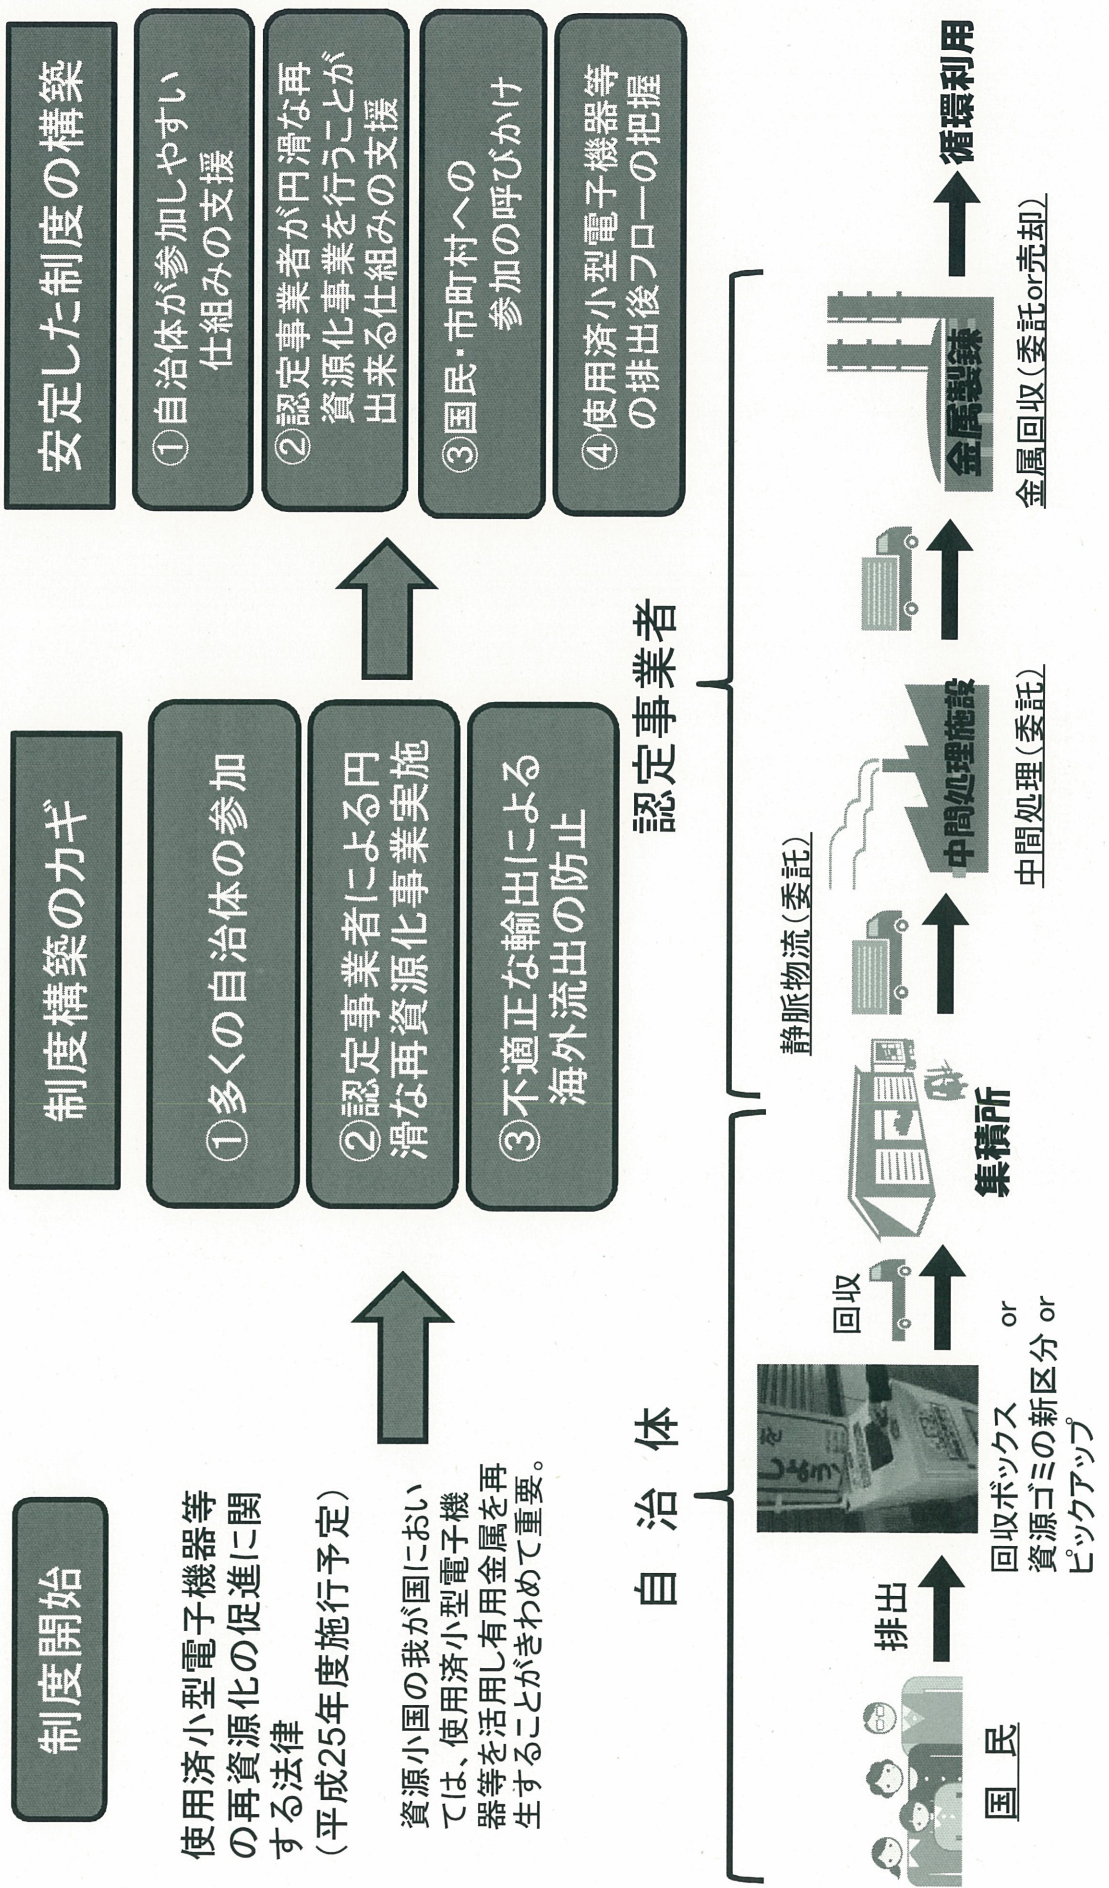 制度開始
使用済小型電子機器等
の再資源化の促進に関
する法律
（平成25年度施行予定）
資源小国の我が国におい
ては、使用済小型電子機
器等を活用し有用金属を再
生することがきわめて重要。
制度構築のカギ
①多くの自治体の参加
②認定事業者による円
滑な再資源化事業実施
③不適正な輸出による
海外流出の防止
安定した制度の構築
①自治体が参加しやすい
仕組みの支援
②認定事業者が円滑な再
資源化事業を行うことが
出来る仕組みの支援
③国民・市町村への
参加の呼びかけ
④使用済小型電子機器等
の排出後フローの把握
自 治 体
認定事業者
国 民
排出
回収ボックス or
資源ゴミの新区分 or
ピックアップ
回収
集積所
静脈物流（委託）
中間処理施設
中間処理（委託）
金属製錬
金属回収（委託or売却）
循環利用